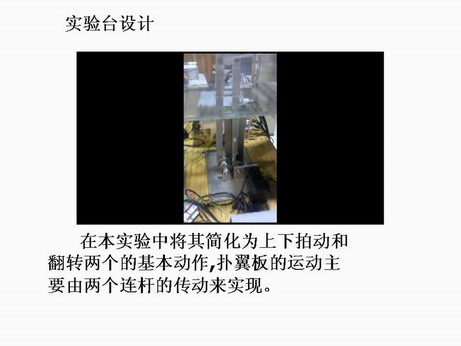 实验台设计
在本实验中将其简化为上下拍动和
翻转两个的基本动作,扑翼板的运动主
要由两个连杆的传动来实现。